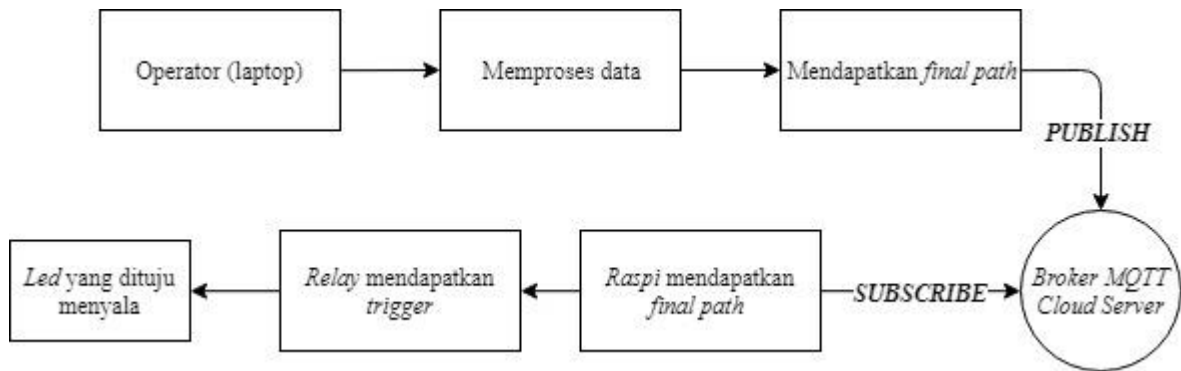 Operator (laptop)
Memproses data
Mendapatkan final path
PUBLISH
Broker MQTT
Cloud Server
SUBSCRIBE
Raspi mendapatkan
final path
Relay mendapatkan
trigger
Led yang dituju
menyala